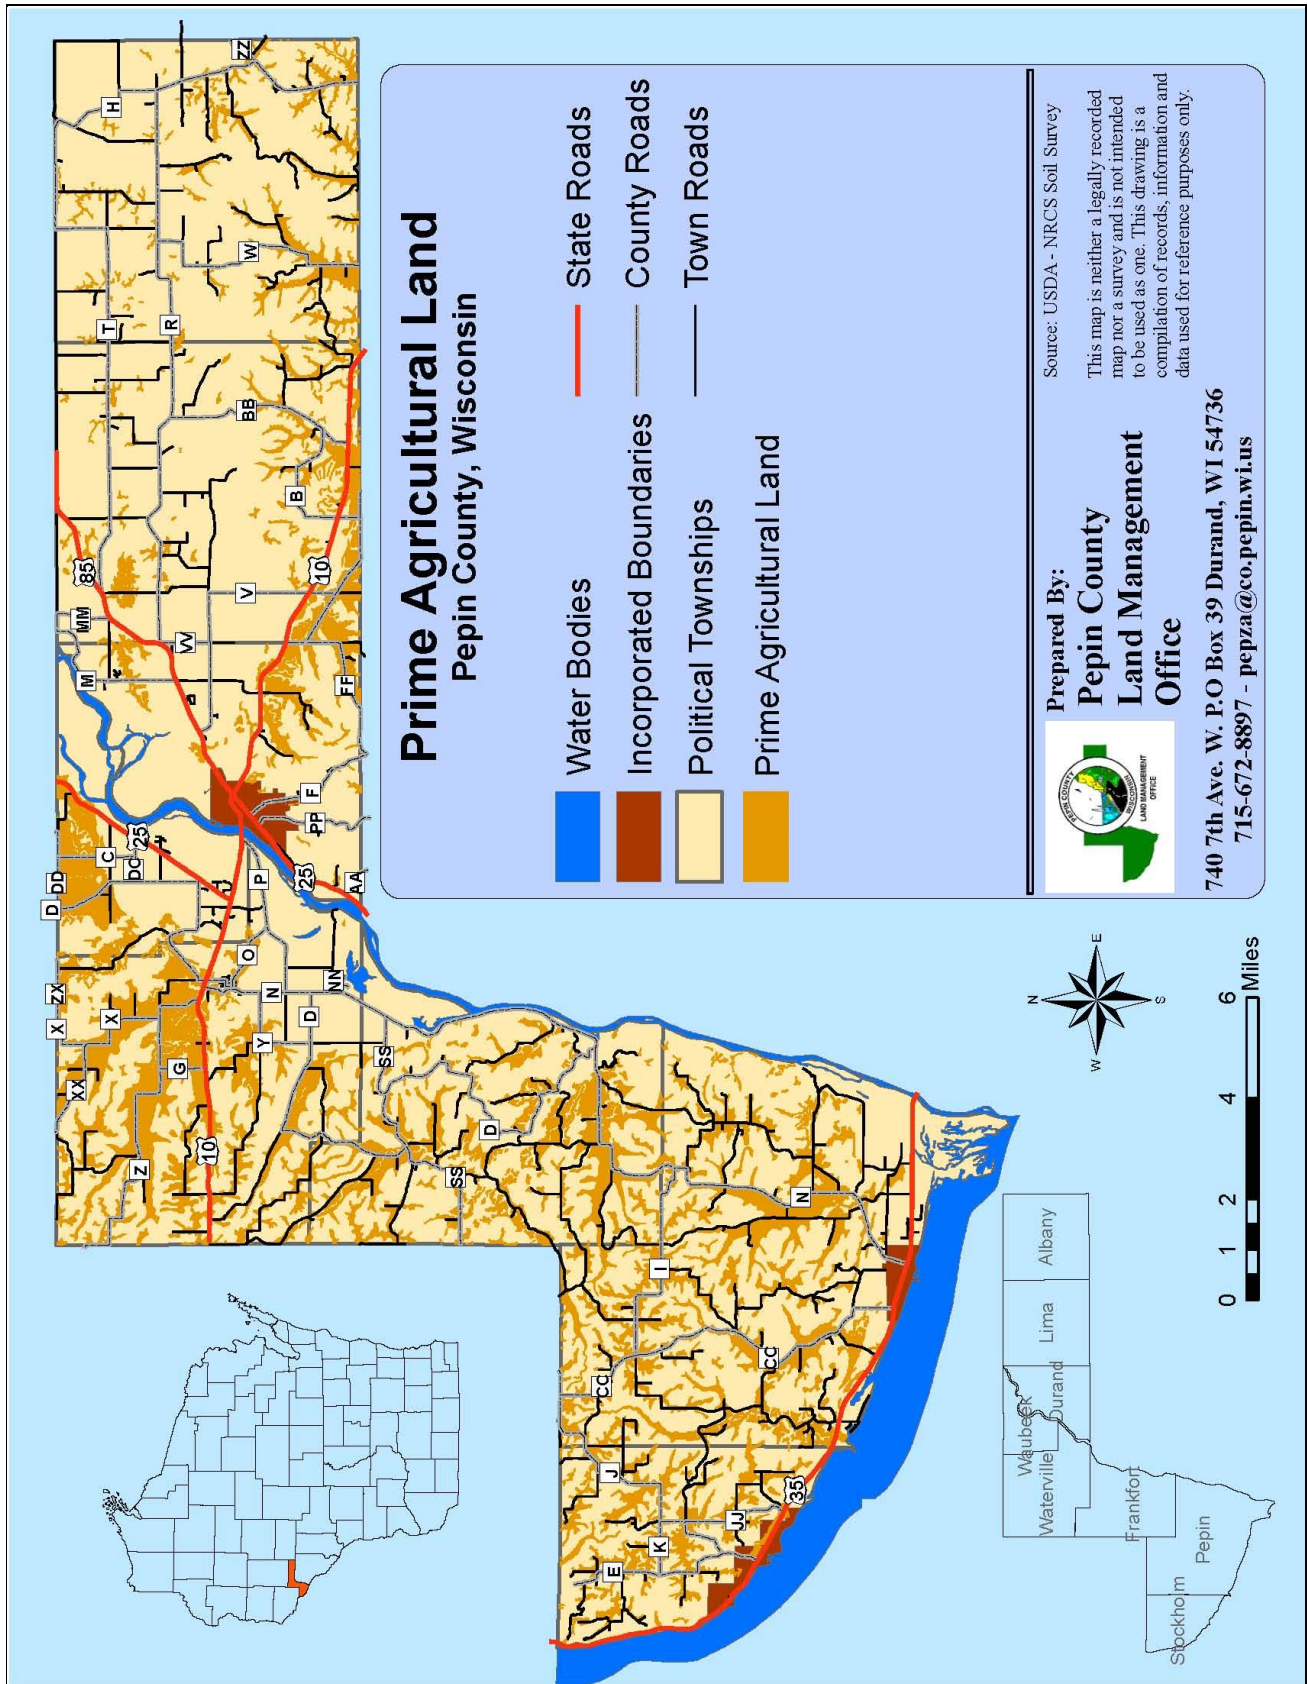 Prime Agricultural Land
Pepin County, Wisconsin
Water Bodies
Incorporated Boundaries
Political Townships
Prime Agricultural Land
State Roads
County Roads
Town Roads
Prepared By:
Pepin County
Land Management
Office
PEPIN COUNTY
WISCONSIN
LAND MANAGEMENT
OFFICE
Source: USDA - NRCS Soil Survey
This map is neither a legally recorded
map nor a survey and is not intended
to be used as one. This drawing is a
compilation of records, information and
data used for reference purposes only.
740 7th Ave. W. P.O Box 39 Durand, WI 54736
715-672-8897 - pepza@co.pepin.wi.us
XX
X
ZX
D
DD
X
C
DC
25
M
MM
85
T
H
Z
G
10
O
P
VV
R
W
ZZ
Y
N
D
NN
25
AA
PP
F
FF
V
10
B
BB
SS
SS
D
E
J
CC
K
I
JJ
CC
N
35
N
W
E
S
0
1
2
4
6
Miles
Waubeek
Waterville
Durand
Lima
Albany
Frankfort
Stockholm
Pepin